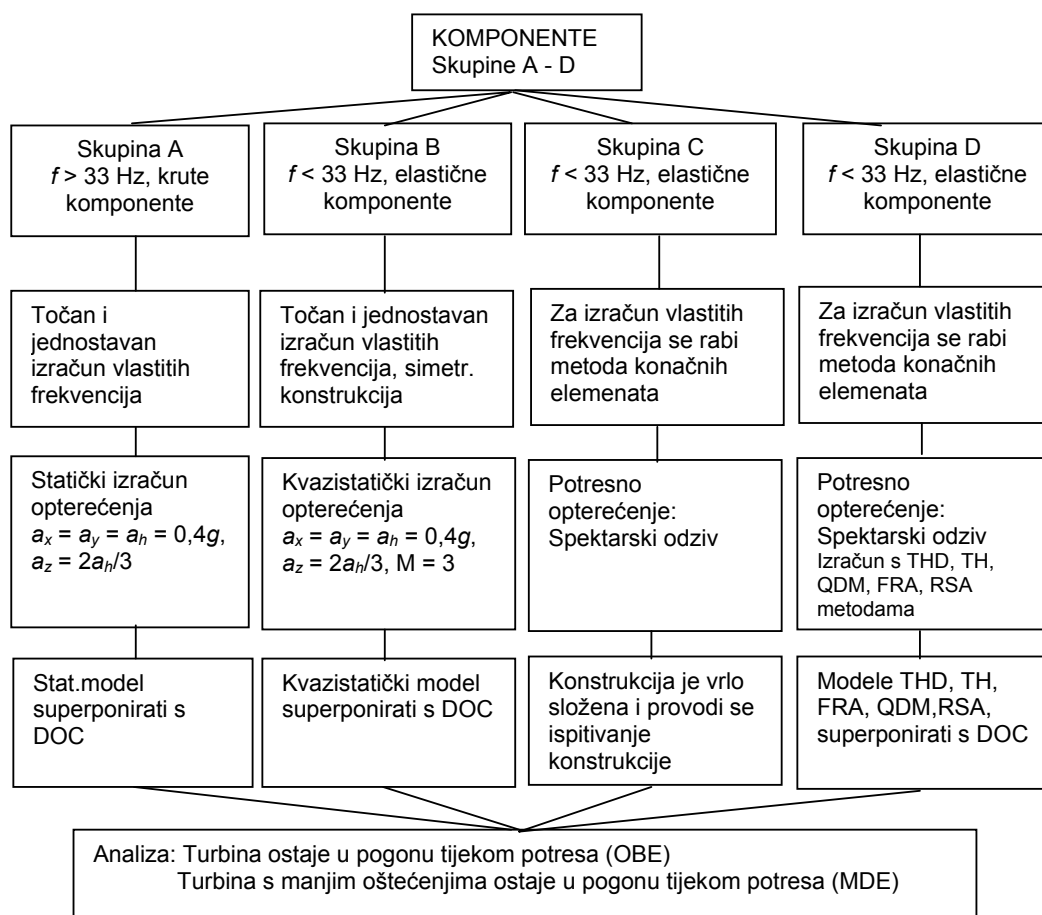 KOMPONENTE
Skupine A - D
Skupina A
f > 33 Hz, krute
komponente
Skupina B
f < 33 Hz, elastične
komponente
Skupina C
f < 33 Hz, elastične
komponente
Skupina D
f < 33 Hz, elastične
komponente
Točan i
jednostavan
izračun vlastitih
frekvencija
Točan i jednostavan
izračun vlastitih
frekvencija, simetr.
konstrukcija
Za izračun vlastitih
frekvencija se rabi
metoda konačnih
elemenata
Za izračun vlastitih
frekvencija se rabi
metoda konačnih
elemenata
Statički izračun
opterećenja
ax = ay = ah = 0,4g,
az = 2ah/3
Kvazistatički izračun
opterećenja
ax = ay = ah = 0,4g,
az = 2ah/3, M = 3
Potresno
opterećenje:
Spektarski odziv
Potresno
opterećenje:
Spektarski odziv
Izračun s THD, TH,
QDM, FRA, RSA
metodama
Stat.model
superponirati s
DOC
Kvazistatički model
superponirati s DOC
Konstrukcija je vrlo
složena i provodi se
ispitivanje
konstrukcije
Modele THD, TH,
FRA, QDM,RSA,
superponirati s DOC
Analiza: Turbina ostaje u pogonu tijekom potresa (OBE)
Turbina s manjim oštećenjima ostaje u pogonu tijekom potresa (MDE)